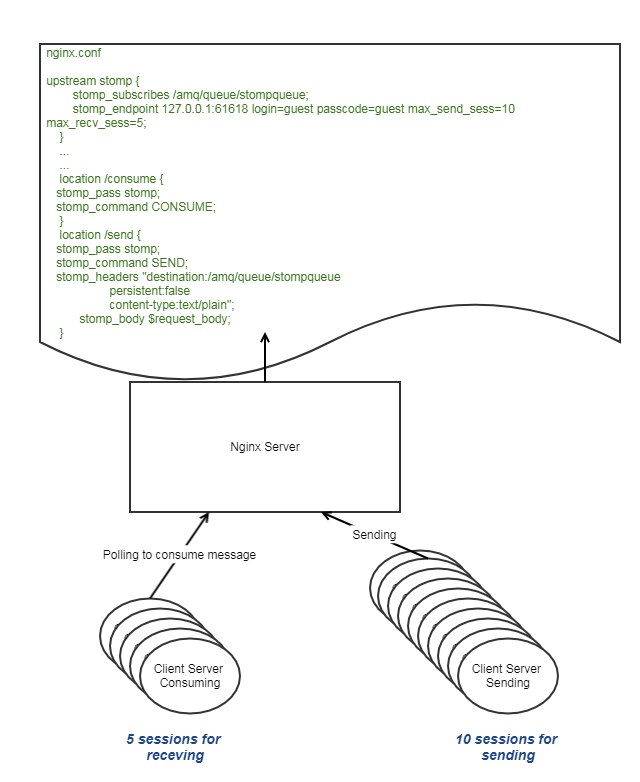 nginx.conf
upstream stomp {
stomp_subscribes /amq/queue/stompqueue;
stomp_endpoint 127.0.0.1:61618 login=guest passcode=guest max_send_sess=10
max_recv_sess=5;
}
...
...
location /consume {
stomp_pass stomp;
stomp_command CONSUME;
}
location /send {
stomp_pass stomp;
stomp_command SEND;
stomp_headers "destination:/amq/queue/stompqueue
persistent:false
content-type:text/plain";
stomp_body $request_body;
}
Nginx Server
Sending
Polling to consume message
Client Server
Consuming
Client Server
Sending
5 sessions for
receving
10 sessions for
sending